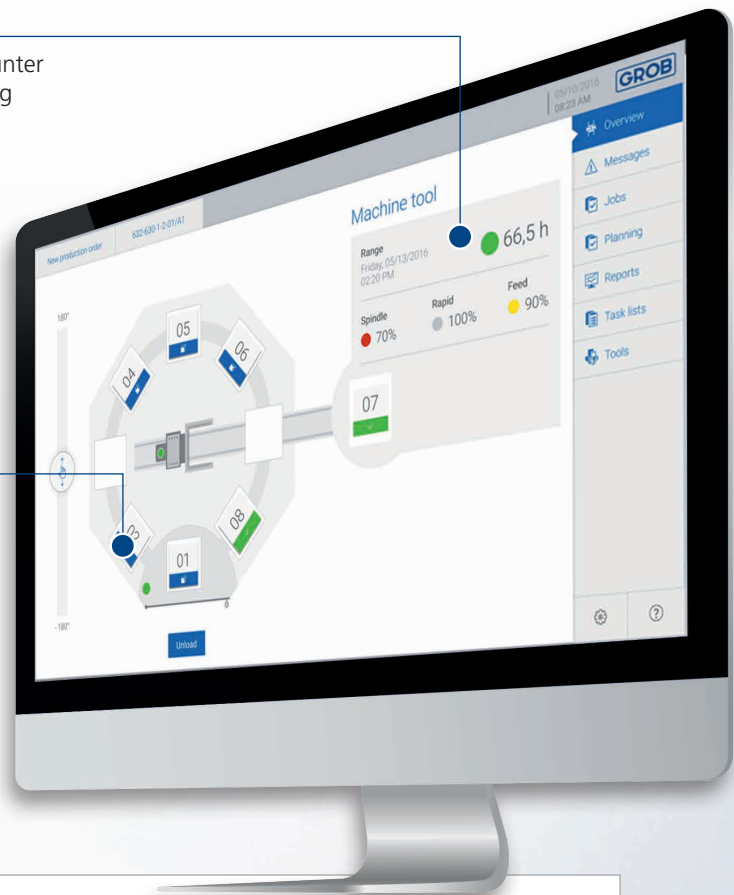 unter
g
05/10/2016
08:23 AM
GROB
Overview
Messages
Jobs
Planning
Reports
Task lists
Tools
New production order
632-630-1-2-01/A1
Machine tool
Range
Friday, 05/13/2016
02:20 PM
66,5 h
Spindle
70%
Rapid
100%
Feed
90%
180°
05
04
06
07
08
01
- 180°
Unload